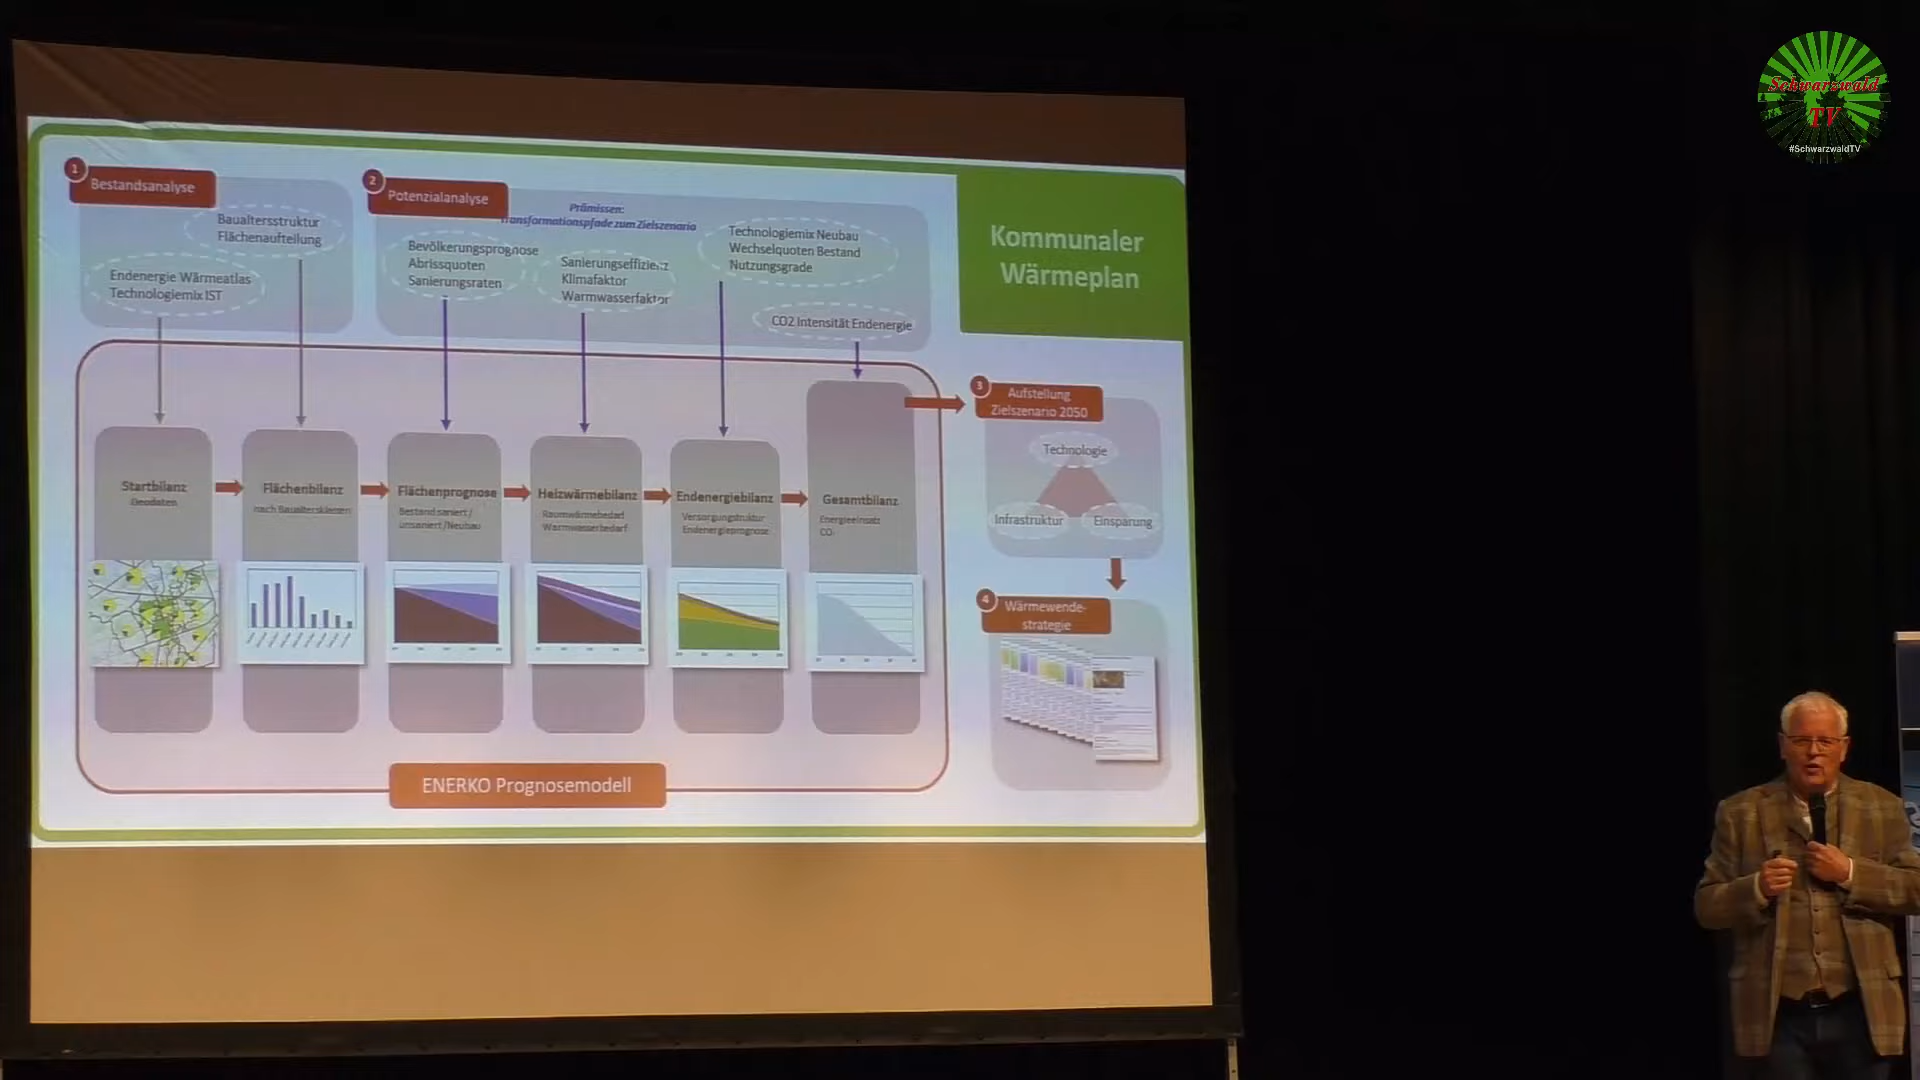 Schwarzwald
TV
#SchwarzwaldTV
Kommunaler
Wärmeplan
1
Bestandsanalyse
Baualtersstruktur
Flächenaufteilung
Endenergie Wärmeatlas
Technologiemix IST
2
Potenzialanalyse
Prämissen:
Transformationspfade zum Zielszenario
Bevölkerungsprognose
Abrissquoten
Sanierungsraten
Sanierungseffizienz
Klimafaktor
Warmwasserfaktor
Technologiemix Neubau
Wechselquoten Bestand
Nutzungsgrade
CO2 Intensität Endenergie
Startbilanz
Geodaten
Flächenbilanz
nach Baualtersklassen
Flächenprognose
Bestand saniert /
unsaniert /Neubau
Heizwärmebilanz
Raumwärmebedarf
Warmwasserbedarf
Endenergiebilanz
Versorgungstruktur
Endenergieprognose
Gesamtbilanz
Energieeinsatz
ENERKO Prognosemodell
3
Aufstellung
Zielszenario 2050
Technologie
Infrastruktur
Einsparung
4
Wärmewende-
strategie